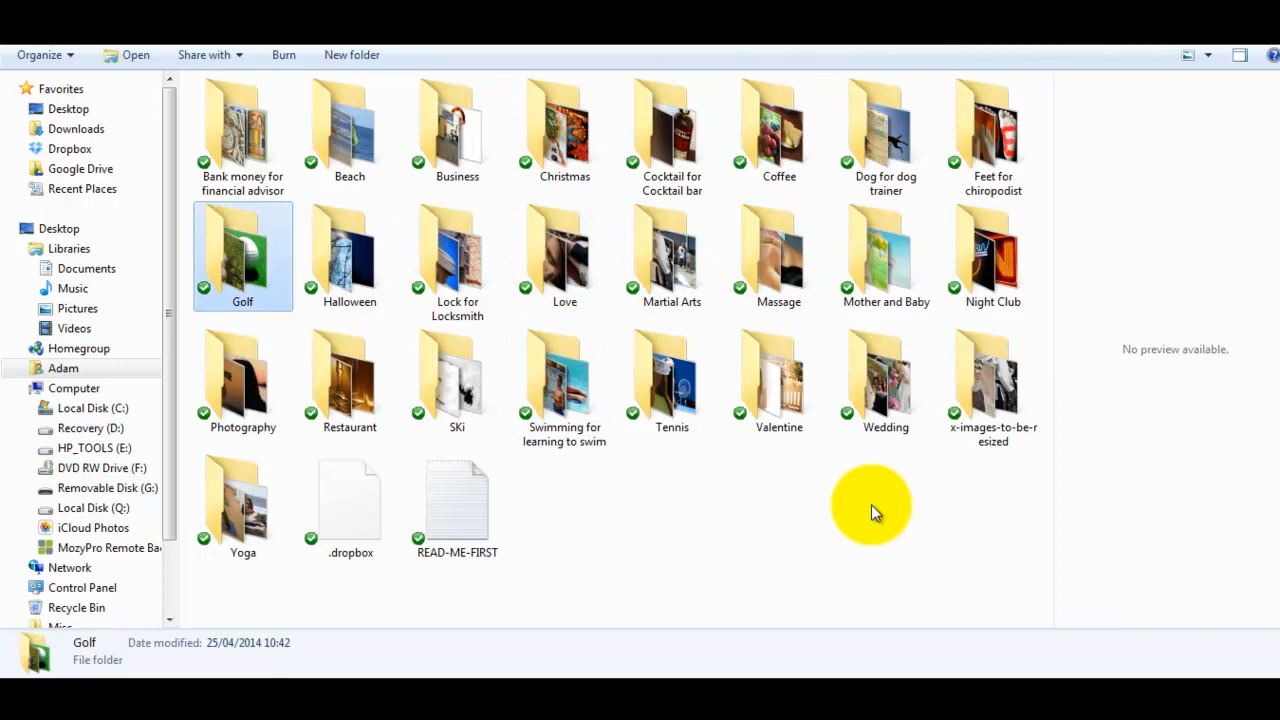 Organize
Open
Share with
Burn
New folder
Favorites
Desktop
Downloads
Dropbox
Google Drive
Recent Places
Desktop
Libraries
Documents
Music
Pictures
Videos
Homegroup
Adam
Computer
Local Disk (C:)
Recovery (D:)
HP_TOOLS (E:)
DVD RW Drive (F:)
Removable Disk (G:)
Local Disk (Q:)
iCloud Photos
MozyPro Remote Ba
Network
Control Panel
Recycle Bin
Bank money for
financial advisor
Beach
Business
Christmas
Cocktail for
Cocktail bar
Coffee
Dog for dog
trainer
Feet for
chiropodist
Golf
Halloween
Lock for
Locksmith
Love
Martial Arts
Massage
Mother and Baby
Night Club
Photography
Restaurant
SKi
Swimming for
learning to swim
Tennis
Valentine
Wedding
x-images-to-be-r
esized
Yoga
.dropbox
READ-ME-FIRST
No preview available.
Golf
Date modified: 25/04/2014 10:42
File folder